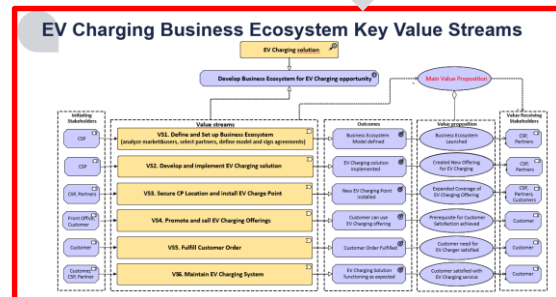 EV Charging Business Ecosystem Key Value Streams
EV Charging solution
Develop Business Ecosystem for EV Charging opportunity
Main Value Proposition
Initiating
Stakeholders
Value streams
Outcomes
Value proposition
Value Receiving
Stakeholders
CSP
VS1. Define and Set up Business Ecosystem
(analyze market&users, select partners, define model and sign agreements)
Business Ecosystem
Model defined
Business Ecosystem
Launched
CSP,
Partners
CSP
VS2. Develop and Implement EV Charging solution
EV Charging solution
implemented
Created New Offering
for EV Charging
CSP,
Partners
CSP, Partners
VS3. Secure CP Location and install EV Charge Point
New EV Charging Point
installed
Expanded Coverage of
EV Charging Offering
CSP,
Partners,
Customers
Front Office,
Customer
VS4. Promote and sell EV Charging Offerings
Customer can use
EV Charging offering
Prerequisite for Customer
Satisfaction achieved
Customer
Customer
VS5. Fulfill Customer Order
Customer Order Fulfilled
Customer need for
EV Charger satisfied
Customer
Customer,
CSP, Partner
VS6. Maintain EV Charging System
EV Charging Solution
functioning as expected
Customer satisfied with
EV Charging service
Customer